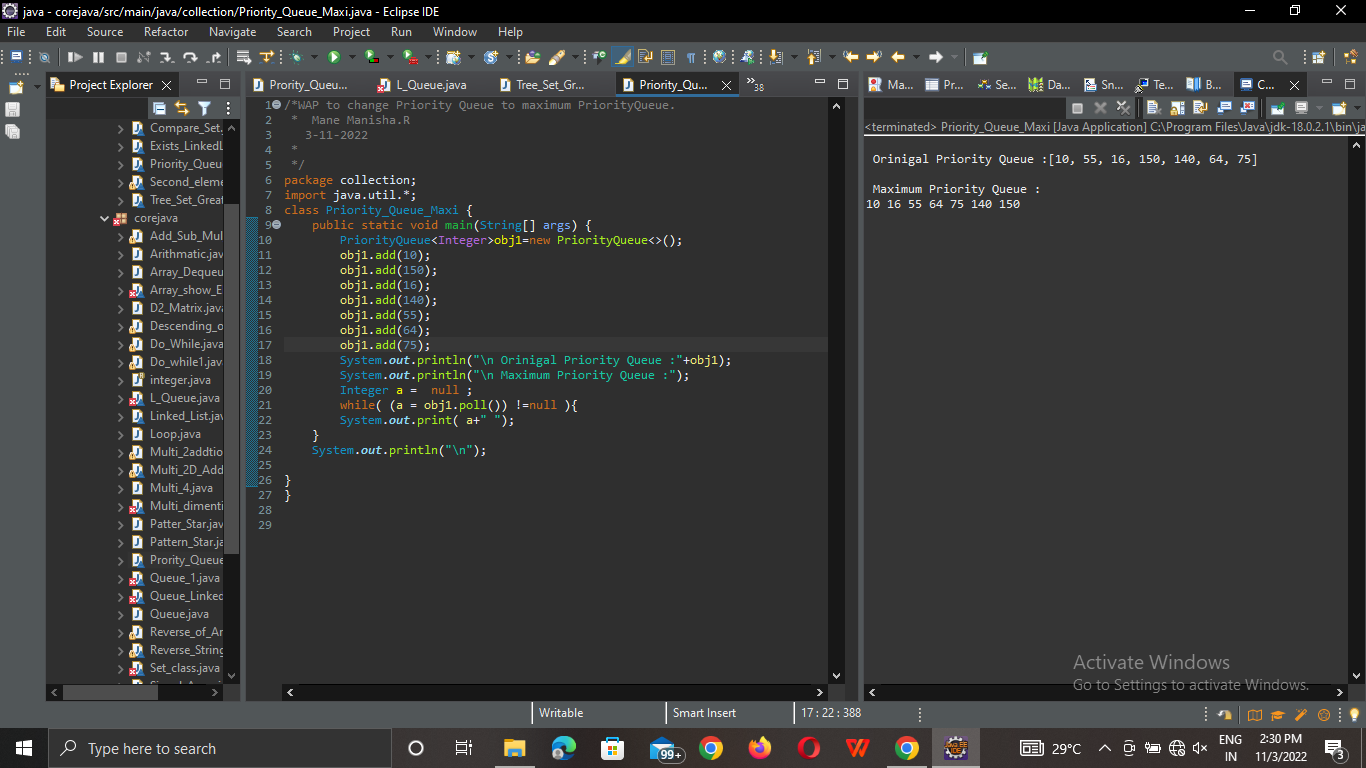 java - corejava/src/main/java/collection/Priority_Queue_Maxi.java - Eclipse IDE
File Edit Source Refactor Navigate Search Project Run Window Help
Project Explorer
Prority_Queu...
L_Queue.java
Tree_Set_Gr...
Priority_Qu...
»38
Ma...
Pr...
Se...
Da...
Sn...
Te...
B...
C...
Compare_Set.
Exists_LinkedL
Priority_Queu
Second_eleme
Tree_Set_Great
corejava
Add_Sub_Mul
Arithmatic.jav
Array_Dequeu
Array_show_E
D2_Matrix.java
Descending_o
Do_While.java
Do_while1.jav
integer.java
L_Queue.java
Linked_List.jav
Loop.java
Multi_2addtio
Multi_2D_Add
Multi_4.java
Multi_dimenti
Patter_Star.jav
Pattern_Star.ja
Prority_Queue
Queue_1.java
Queue_Linked
Queue.java
Reverse_of_Ar
Reverse_String
Set_class.java
1 /*WAP to change Priority Queue to maximum PriorityQueue.
2  *  Mane Manisha.R
3    3-11-2022
4  *
5  */
6 package collection;
7 import java.util.*;
8 class Priority_Queue_Maxi {
9     public static void main(String[] args) {
10         PriorityQueue<Integer>obj1=new PriorityQueue<>();
11         obj1.add(10);
12         obj1.add(150);
13         obj1.add(16);
14         obj1.add(140);
15         obj1.add(55);
16         obj1.add(64);
17         obj1.add(75);
18         System.out.println("\n Orinigal Priority Queue :"+obj1);
19         System.out.println("\n Maximum Priority Queue :");
20         Integer a =  null ;
21         while( (a = obj1.poll()) !=null ){
22         System.out.print( a+" ");
23     }
24     System.out.println("\n");
25
26 }
27 }
28
29
<terminated> Priority_Queue_Maxi [Java Application] C:\Program Files\Java\jdk-18.0.2.1\bin\ja
Orinigal Priority Queue :[10, 55, 16, 150, 140, 64, 75]
Maximum Priority Queue :
10 16 55 64 75 140 150
Activate Windows
Go to Settings to activate Windows.
Writable
Smart Insert
17 : 22 : 388
Type here to search
99+
29°C
ENG
IN
2:30 PM
11/3/2022
3